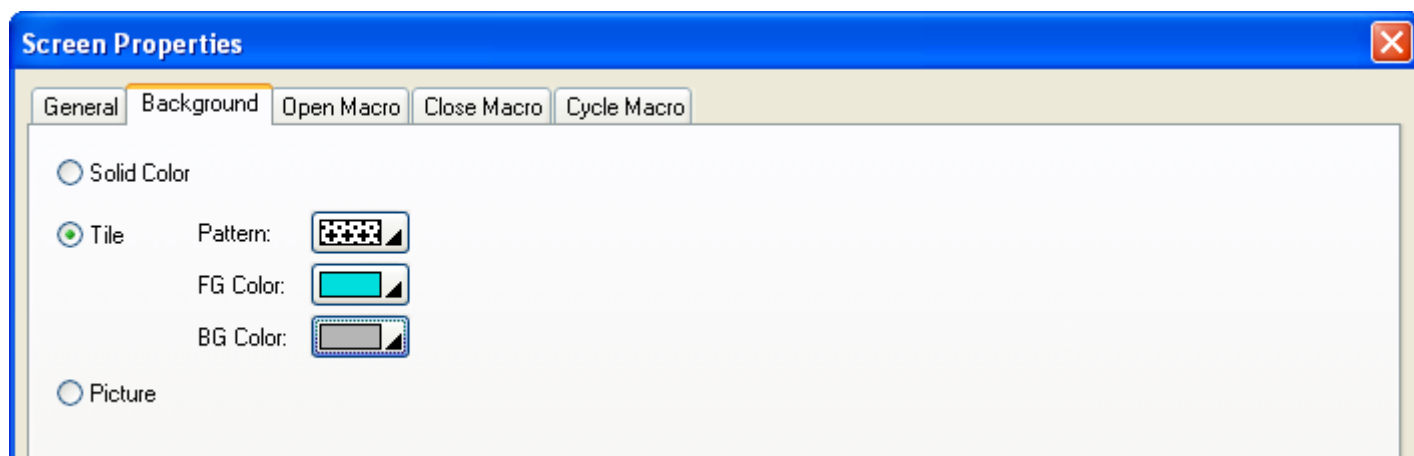 Screen Properties
General Background Open Macro Close Macro Cycle Macro
Solid Color
Tile Pattern:
FG Color:
BG Color:
Picture